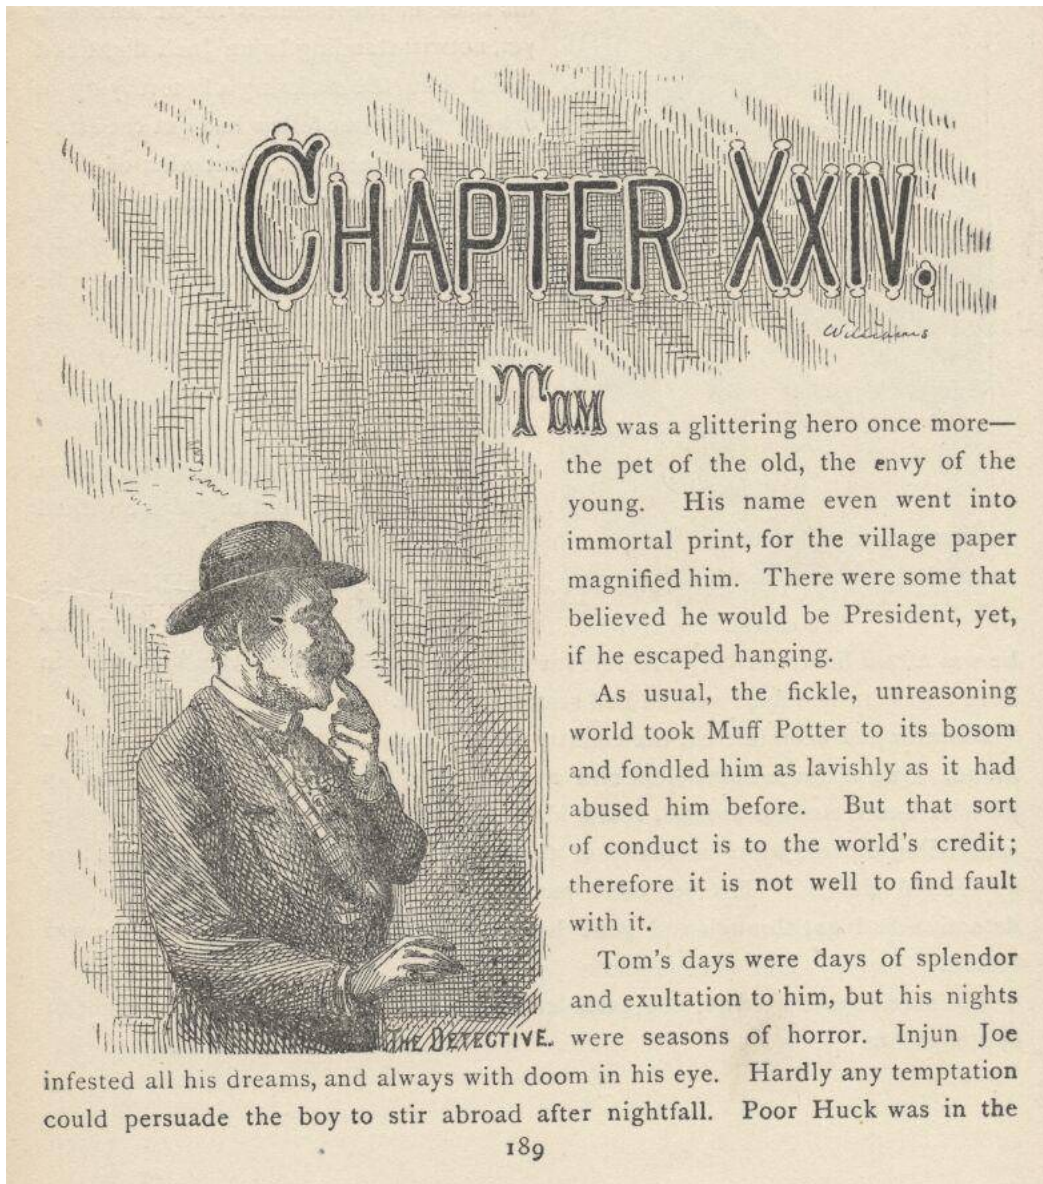 CHAPTER XXIV.
Williams
TOM was a glittering hero once more—
the pet of the old, the envy of the
young. His name even went into
immortal print, for the village paper
magnified him. There were some that
believed he would be President, yet,
if he escaped hanging.
As usual, the fickle, unreasoning
world took Muff Potter to its bosom
and fondled him as lavishly as it had
abused him before. But that sort
of conduct is to the world's credit;
therefore it is not well to find fault
with it.
Tom's days were days of splendor
and exultation to him, but his nights
THE DETECTIVE. were seasons of horror. Injun Joe
infested all his dreams, and always with doom in his eye. Hardly any temptation
could persuade the boy to stir abroad after nightfall. Poor Huck was in the
189